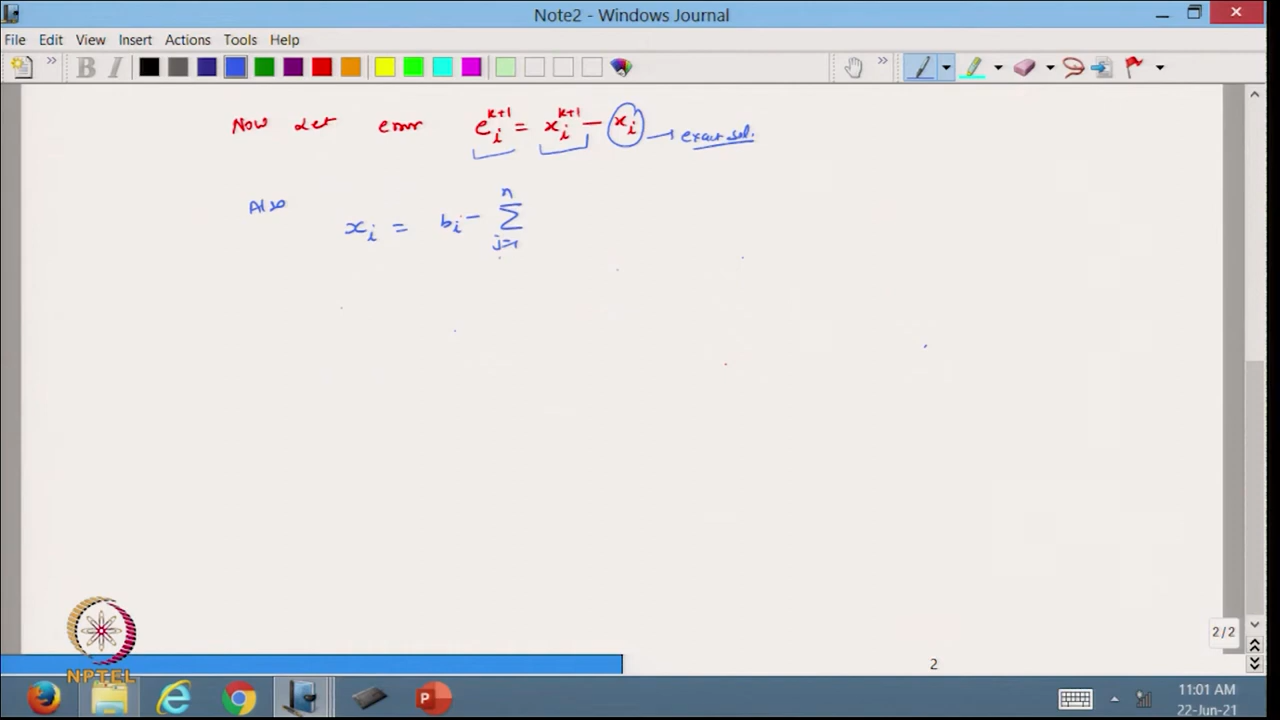 Note2 - Windows Journal
File Edit View Insert Actions Tools Help
Now let error e_i^{k+1} = x_i^{k+1} - x_i → exact sol.
Also x_i = b_i - \sum_{j=1}^{n}
2/2
2
NPTEL
11:01 AM
22-Jun-21